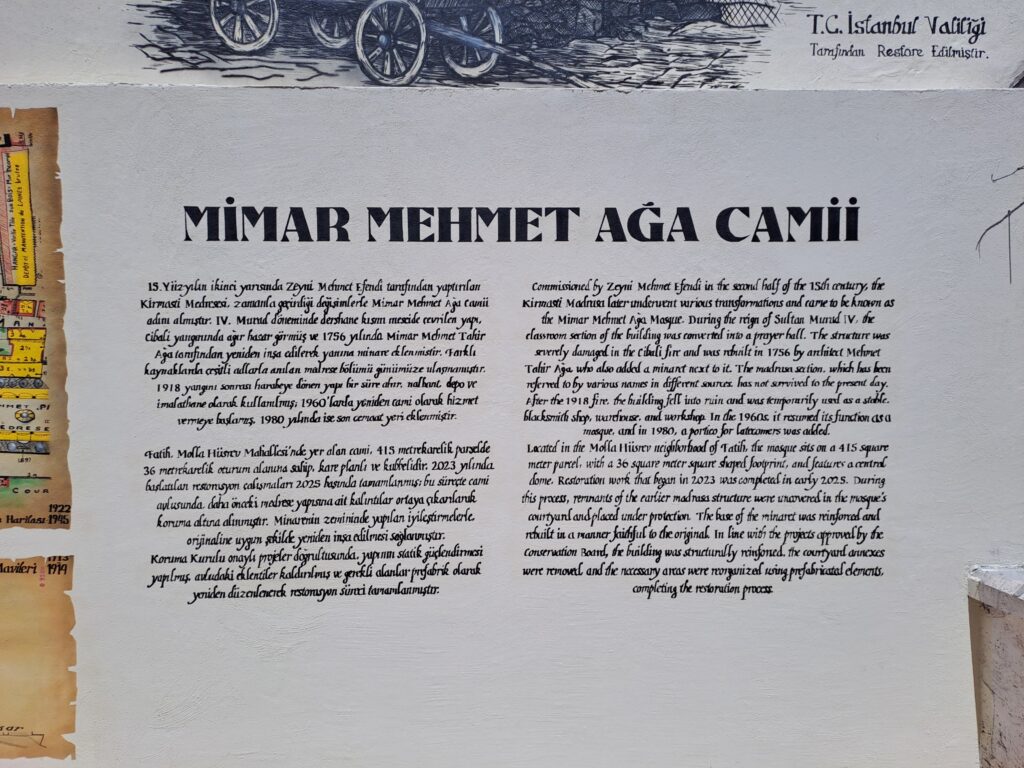 T.C. İstanbul Valiliği
Tarafından Restore Edilmiştir.
MİMAR MEHMET AĞA CAMİİ
15. Yüzyılın ikinci yarısında Zeyni Mehmet Efendi tarafından yaptırılan
Kirmasti Medresesi, zamanla geçirdiği değişimlerle Mimar Mehmet Ağa Camii
adını almıştır. IV. Murad döneminde dershane kısmı mescide çevrilen yapı,
Cibali yangınında ağır hasar görmüş ve 1756 yılında Mimar Mehmet Tahir
Ağa tarafından yeniden inşa edilerek yanına minare eklenmiştir. Farklı
kaynaklarda çeşitli adlarla anılan medrese bölümü günümüze ulaşmamıştır.
1918 yangını sonrası harabeye dönen yapı bir süre ahır, nalbant, depo ve
imalathane olarak kullanılmış; 1960'larda yeniden cami olarak hizmet
vermeye başlamış, 1980 yılında ise son cemaat yeri eklenmiştir.
Fatih, Molla Hüsrev Mahallesi'nde yer alan cami, 415 metrekarelik parselde
36 metrekarelik oturum alanına sahip, kare planlı ve kubbelidir. 2023 yılında
başlatılan restorasyon çalışmaları 2025 başında tamamlanmış; bu süreçte cami
avlusunda, daha önceki medrese yapısına ait kalıntılar ortaya çıkarılarak
koruma altına alınmıştır. Minarenin zemininde yapılan iyileştirmelerle,
orijinaline uygun şekilde yeniden inşa edilmesi sağlanmıştır.
Koruma Kurulu onaylı projeler doğrultusunda, yapının statik güçlendirmesi
yapılmış, avludaki eklentiler kaldırılmış ve gerekli alanlar prefabrik olarak
yeniden düzenlenerek restorasyon süreci tamamlanmıştır.
Commissioned by Zeyni Mehmet Efendi in the second half of the 15th century, the
Kirmasti Madrasa later underwent various transformations and came to be known as
the Mimar Mehmet Ağa Mosque. During the reign of Sultan Murad IV, the
classroom section of the building was converted into a prayer hall. The structure was
severely damaged in the Cibali fire and was rebuilt in 1756 by architect Mehmet
Tahir Ağa, who also added a minaret next to it. The madrasa section, which has been
referred to by various names in different sources, has not survived to the present day.
After the 1918 fire, the building fell into ruin and was temporarily used as a stable,
blacksmith shop, warehouse, and workshop. In the 1960s, it resumed its function as a
mosque, and in 1980, a portico for latecomers was added.
Located in the Molla Hüsrev neighborhood of Fatih, the mosque sits on a 415 square
meter parcel, with a 36 square meter square shaped footprint, and features a central
dome. Restoration work that began in 2023 was completed in early 2025. During
this process, remnants of the earlier madrasa structure were uncovered in the mosque's
courtyard and placed under protection. The base of the minaret was reinforced and
rebuilt in a manner faithful to the original. In line with the projects approved by the
Conservation Board, the building was structurally reinforced, the courtyard annexes
were removed, and the necessary areas were reorganized using prefabricated elements,
completing the restoration process.
1922
Haritası 1945
Mavileri 1914